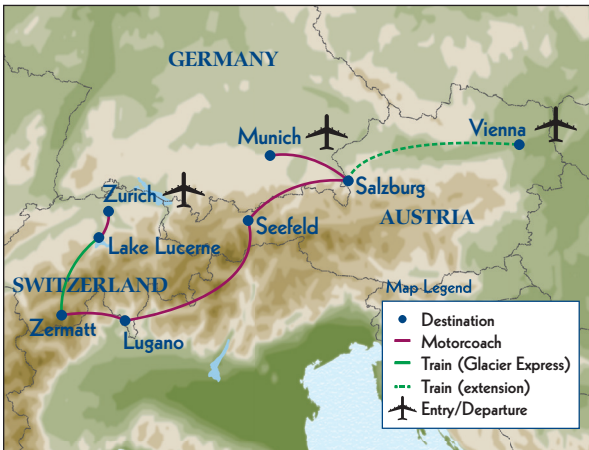 GERMANY
Munich
Vienna
Zurich
Salzburg
Seefeld
AUSTRIA
Lake Lucerne
SWITZERLAND
Zermatt
Lugano
Map Legend
Destination
Motorcoach
Train (Glacier Express)
Train (extension)
Entry/Departure